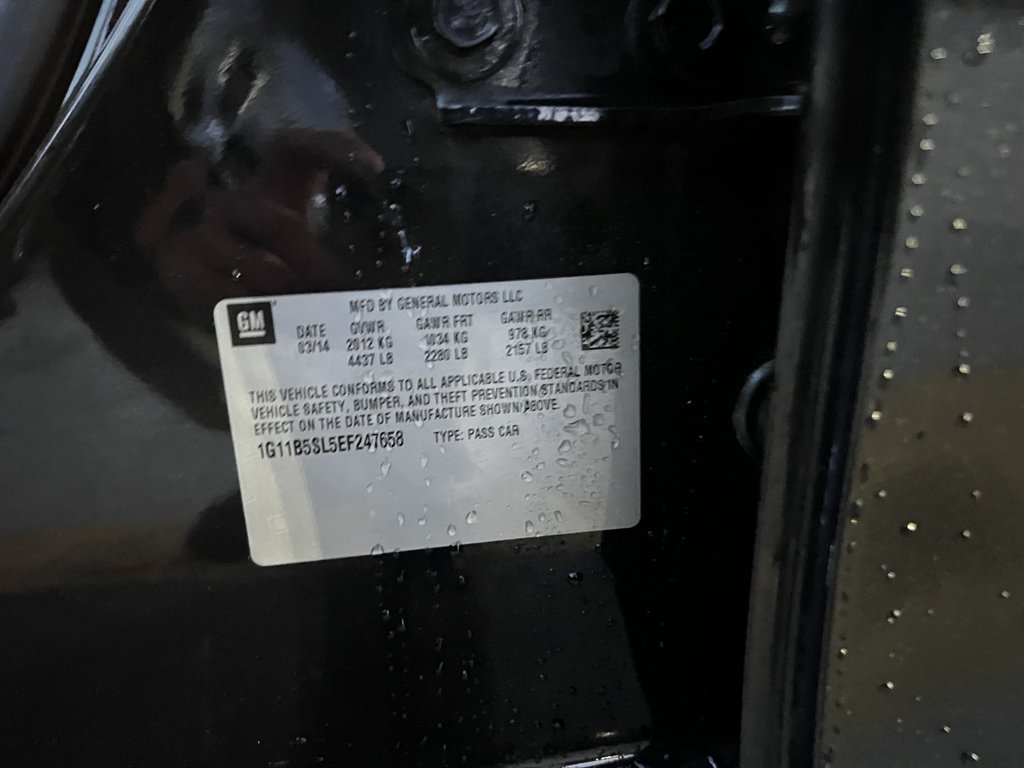 GM
MFD BY GENERAL MOTORS LLC
DATE GVWR GAWR FRT GAWR RR
03/14 2012 KG 1034 KG 978 KG
4437 LB 2280 LB 2157 LB
THIS VEHICLE CONFORMS TO ALL APPLICABLE U.S. FEDERAL MOTOR
VEHICLE SAFETY, BUMPER, AND THEFT PREVENTION STANDARDS IN
EFFECT ON THE DATE OF MANUFACTURE SHOWN ABOVE.
1G11B5SL5EF247658 TYPE: PASS CAR